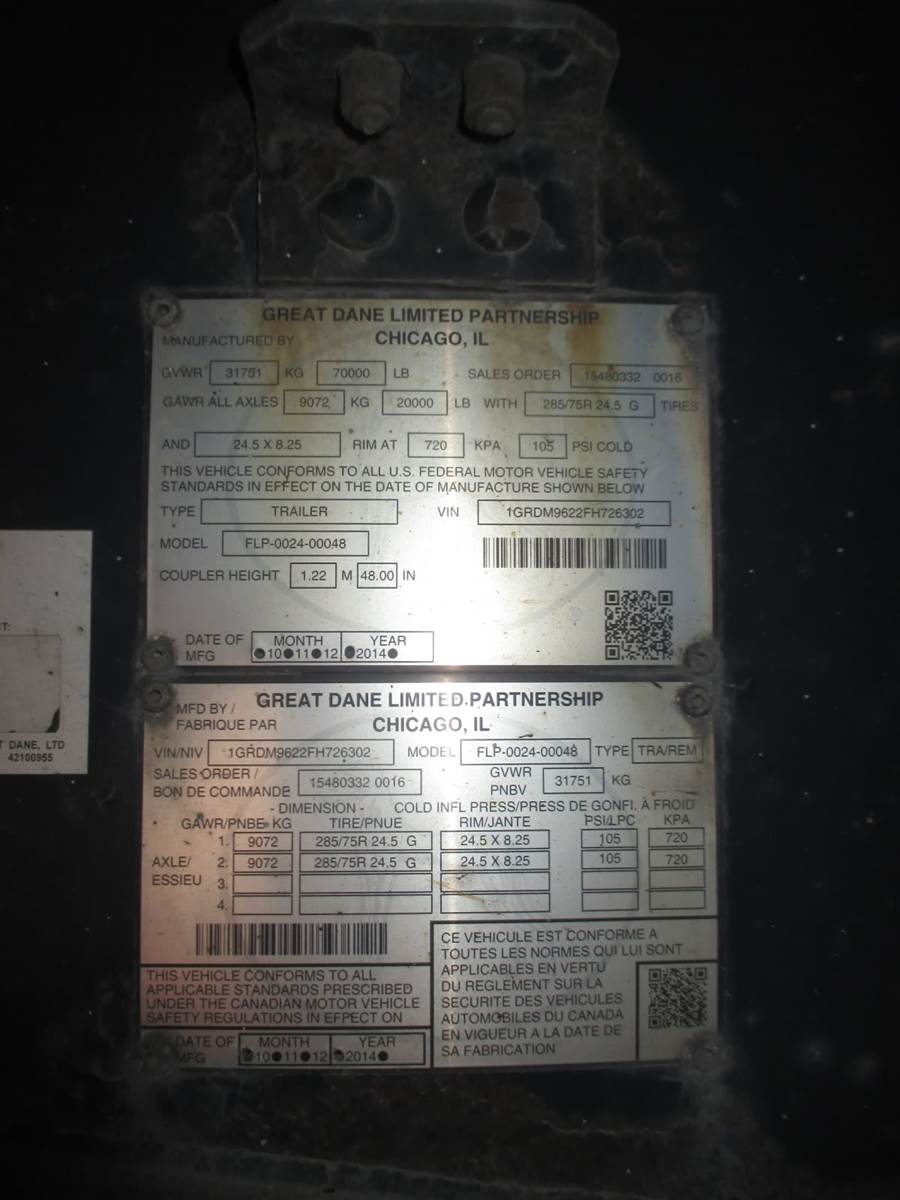 GREAT DANE LIMITED PARTNERSHIP
MANUFACTURED BY CHICAGO, IL
GVWR 31751 KG 70000 LB SALES ORDER 15480332 0016
GAWR ALL AXLES 9072 KG 20000 LB WITH 285/75R 24.5 G TIRES
AND 24.5 X 8.25 RIM AT 720 KPA 105 PSI COLD
THIS VEHICLE CONFORMS TO ALL U.S. FEDERAL MOTOR VEHICLE SAFETY
STANDARDS IN EFFECT ON THE DATE OF MANUFACTURE SHOWN BELOW
TYPE TRAILER VIN 1GRDM9622FH726302
MODEL FLP-0024-00048
COUPLER HEIGHT 1.22 M 48.00 IN
DATE OF MFG MONTH YEAR
10 11 12 2014
T:
T DANE, LTD
42100955
MFD BY / GREAT DANE LIMITED PARTNERSHIP
FABRIQUE PAR CHICAGO, IL
VIN/NIV 1GRDM9622FH726302 MODEL FLP-0024-00048 TYPE TRA/REM
SALES ORDER / BON DE COMMANDE 15480332 0016 GVWR PNBV 31751 KG
- DIMENSION - COLD INFL PRESS/PRESS DE GONFI. À FROID
GAWR/PNBE KG TIRE/PNUE RIM/JANTE PSI/LPC KPA
1. 9072 285/75R 24.5 G 24.5 X 8.25 105 720
AXLE/ 2. 9072 285/75R 24.5 G 24.5 X 8.25 105 720
ESSIEU 3.
4.
THIS VEHICLE CONFORMS TO ALL
APPLICABLE STANDARDS PRESCRIBED
UNDER THE CANADIAN MOTOR VEHICLE
SAFETY REGULATIONS IN EFFECT ON
DATE OF MFG MONTH YEAR
10 11 12 2014
CE VEHICULE EST CONFORME A
TOUTES LES NORMES QUI LUI SONT
APPLICABLES EN VERTU
DU REGLEMENT SUR LA
SECURITE DES VEHICULES
AUTOMOBILES DU CANADA
EN VIGUEUR A LA DATE DE
SA FABRICATION